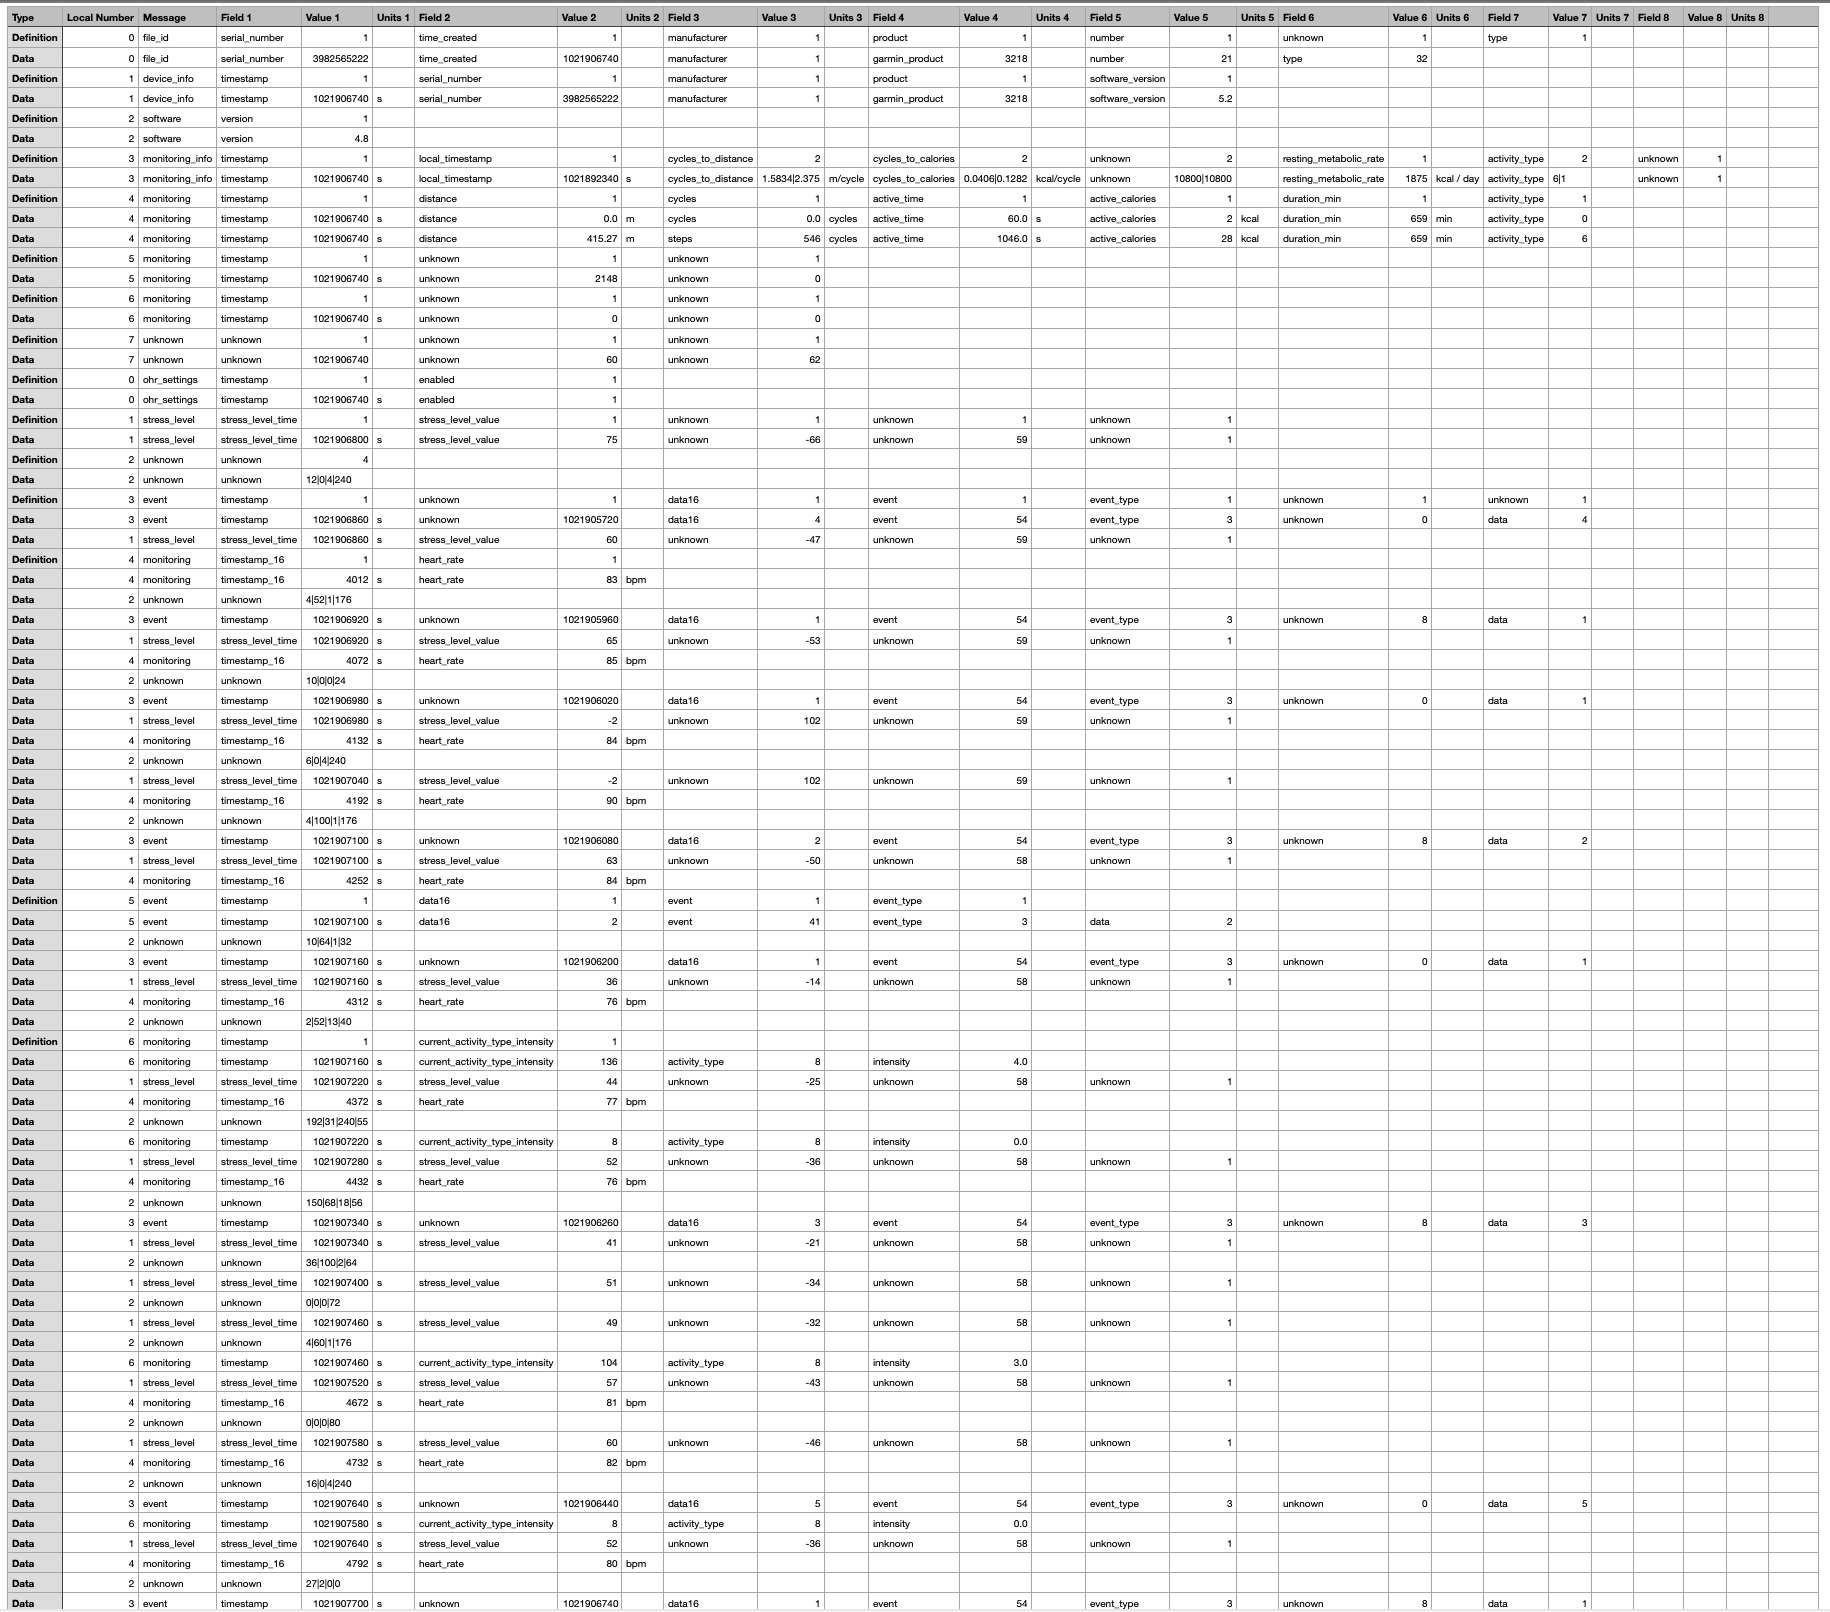 Type Local Number Message Field 1 Value 1 Units 1 Field 2 Value 2 Units 2 Field 3 Value 3 Units 3 Field 4 Value 4 Units 4 Field 5 Value 5 Units 5 Field 6 Value 6 Units 6 Field 7 Value 7 Units 7 Field 8 Value 8 Units 8
Definition 0 file_id serial_number 1 time_created 1 manufacturer 1 product 1 number 1 unknown 1 type 1
Data 0 file_id serial_number 3982565222 time_created 1021906740 manufacturer 1 garmin_product 3218 number 21 type 32
Definition 1 device_info timestamp 1 serial_number 1 manufacturer 1 product 1 software_version 1
Data 1 device_info timestamp 1021906740 s serial_number 3982565222 manufacturer 1 garmin_product 3218 software_version 5.2
Definition 2 software version 1
Data 2 software version 4.8
Definition 3 monitoring_info timestamp 1 local_timestamp 1 cycles_to_distance 2 cycles_to_calories 2 unknown 2 resting_metabolic_rate 1 activity_type 2 unknown 1
Data 3 monitoring_info timestamp 1021906740 s local_timestamp 1021892340 s cycles_to_distance 1.5834|2.375 m/cycle cycles_to_calories 0.0406|0.1282 kcal/cycle unknown 10800|10800 resting_metabolic_rate 1875 kcal / day activity_type 6|1 unknown 1
Definition 4 monitoring timestamp 1 distance 1 cycles 1 active_time 1 active_calories 1 duration_min 1 activity_type 1
Data 4 monitoring timestamp 1021906740 s distance 0.0 m cycles 0.0 cycles active_time 60.0 s active_calories 2 kcal duration_min 659 min activity_type 0
Data 4 monitoring timestamp 1021906740 s distance 415.27 m steps 546 cycles active_time 1046.0 s active_calories 28 kcal duration_min 659 min activity_type 6
Definition 5 monitoring timestamp 1 unknown 1 unknown 1
Data 5 monitoring timestamp 1021906740 s unknown 2148 unknown 0
Definition 6 monitoring timestamp 1 unknown 1 unknown 1
Data 6 monitoring timestamp 1021906740 s unknown 0 unknown 0
Definition 7 unknown unknown 1 unknown 1 unknown 1
Data 7 unknown unknown 1021906740 unknown 60 unknown 62
Definition 0 ohr_settings timestamp 1 enabled 1
Data 0 ohr_settings timestamp 1021906740 s enabled 1
Definition 1 stress_level stress_level_time 1 stress_level_value 1 unknown 1 unknown 1 unknown 1
Data 1 stress_level stress_level_time 1021906800 s stress_level_value 75 unknown -66 unknown 59 unknown 1
Definition 2 unknown unknown 4
Data 2 unknown unknown 12|0|4|240
Definition 3 event timestamp 1 unknown 1 data16 1 event 1 event_type 1 unknown 1 unknown 1
Data 3 event timestamp 1021906860 s unknown 1021905720 data16 4 event 54 event_type 3 unknown 0 data 4
Data 1 stress_level stress_level_time 1021906860 s stress_level_value 60 unknown -47 unknown 59 unknown 1
Definition 4 monitoring timestamp_16 1 heart_rate 1
Data 4 monitoring timestamp_16 4012 s heart_rate 83 bpm
Data 2 unknown unknown 4|52|1|176
Data 3 event timestamp 1021906920 s unknown 1021905960 data16 1 event 54 event_type 3 unknown 8 data 1
Data 1 stress_level stress_level_time 1021906920 s stress_level_value 65 unknown -53 unknown 59 unknown 1
Data 4 monitoring timestamp_16 4072 s heart_rate 85 bpm
Data 2 unknown unknown 10|0|0|24
Data 3 event timestamp 1021906980 s unknown 1021906020 data16 1 event 54 event_type 3 unknown 0 data 1
Data 1 stress_level stress_level_time 1021906980 s stress_level_value -2 unknown 102 unknown 59 unknown 1
Data 4 monitoring timestamp_16 4132 s heart_rate 84 bpm
Data 2 unknown unknown 6|0|4|240
Data 1 stress_level stress_level_time 1021907040 s stress_level_value -2 unknown 102 unknown 59 unknown 1
Data 4 monitoring timestamp_16 4192 s heart_rate 90 bpm
Data 2 unknown unknown 4|100|1|176
Data 3 event timestamp 1021907100 s unknown 1021906080 data16 2 event 54 event_type 3 unknown 8 data 2
Data 1 stress_level stress_level_time 1021907100 s stress_level_value 63 unknown -50 unknown 58 unknown 1
Data 4 monitoring timestamp_16 4252 s heart_rate 84 bpm
Definition 5 event timestamp 1 data16 1 event 1 event_type 1
Data 5 event timestamp 1021907100 s data16 2 event 41 event_type 3 data 2
Data 2 unknown unknown 10|64|1|32
Data 3 event timestamp 1021907160 s unknown 1021906200 data16 1 event 54 event_type 3 unknown 0 data 1
Data 1 stress_level stress_level_time 1021907160 s stress_level_value 36 unknown -14 unknown 58 unknown 1
Data 4 monitoring timestamp_16 4312 s heart_rate 76 bpm
Data 2 unknown unknown 2|52|13|40
Definition 6 monitoring timestamp 1 current_activity_type_intensity 1
Data 6 monitoring timestamp 1021907160 s current_activity_type_intensity 136 activity_type 8 intensity 4.0
Data 1 stress_level stress_level_time 1021907220 s stress_level_value 44 unknown -25 unknown 58 unknown 1
Data 4 monitoring timestamp_16 4372 s heart_rate 77 bpm
Data 2 unknown unknown 192|31|240|55
Data 6 monitoring timestamp 1021907220 s current_activity_type_intensity 8 activity_type 8 intensity 0.0
Data 1 stress_level stress_level_time 1021907280 s stress_level_value 52 unknown -36 unknown 58 unknown 1
Data 4 monitoring timestamp_16 4432 s heart_rate 76 bpm
Data 2 unknown unknown 150|68|18|56
Data 3 event timestamp 1021907340 s unknown 1021906260 data16 3 event 54 event_type 3 unknown 8 data 3
Data 1 stress_level stress_level_time 1021907340 s stress_level_value 41 unknown -21 unknown 58 unknown 1
Data 2 unknown unknown 36|100|2|64
Data 1 stress_level stress_level_time 1021907400 s stress_level_value 51 unknown -34 unknown 58 unknown 1
Data 2 unknown unknown 0|0|0|72
Data 1 stress_level stress_level_time 1021907460 s stress_level_value 49 unknown -32 unknown 58 unknown 1
Data 2 unknown unknown 4|60|1|176
Data 6 monitoring timestamp 1021907460 s current_activity_type_intensity 104 activity_type 8 intensity 3.0
Data 1 stress_level stress_level_time 1021907520 s stress_level_value 57 unknown -43 unknown 58 unknown 1
Data 4 monitoring timestamp_16 4672 s heart_rate 81 bpm
Data 2 unknown unknown 0|0|0|80
Data 1 stress_level stress_level_time 1021907580 s stress_level_value 60 unknown -46 unknown 58 unknown 1
Data 4 monitoring timestamp_16 4732 s heart_rate 82 bpm
Data 2 unknown unknown 16|0|4|240
Data 3 event timestamp 1021907640 s unknown 1021906440 data16 5 event 54 event_type 3 unknown 0 data 5
Data 6 monitoring timestamp 1021907580 s current_activity_type_intensity 8 activity_type 8 intensity 0.0
Data 1 stress_level stress_level_time 1021907640 s stress_level_value 52 unknown -36 unknown 58 unknown 1
Data 4 monitoring timestamp_16 4792 s heart_rate 80 bpm
Data 2 unknown unknown 27|2|0|0
Data 3 event timestamp 1021907700 s unknown 1021906740 data16 1 event 54 event_type 3 unknown 8 data 1